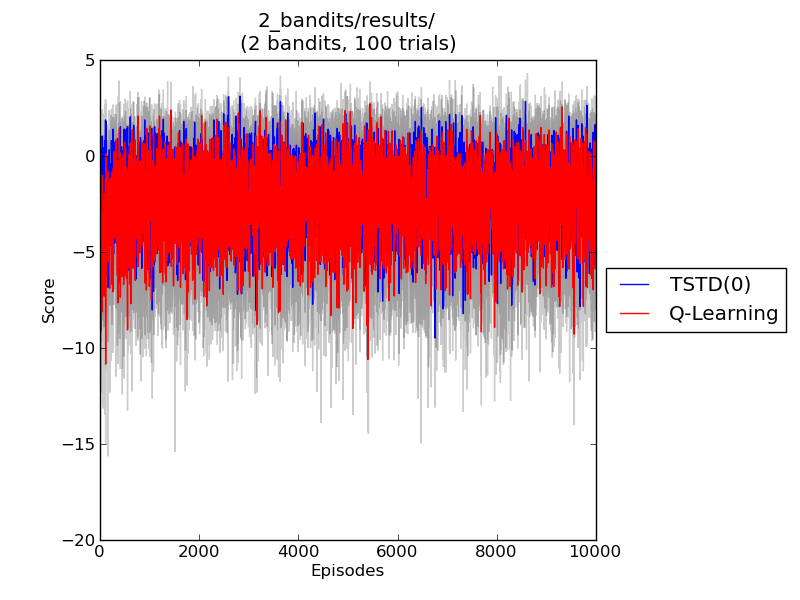 2_bandits/results/
(2 bandits, 100 trials)
5
0
−5
−10
−15
−20
Score
0 2000 4000 6000 8000 10000
Episodes
TSTD(0)
Q-Learning